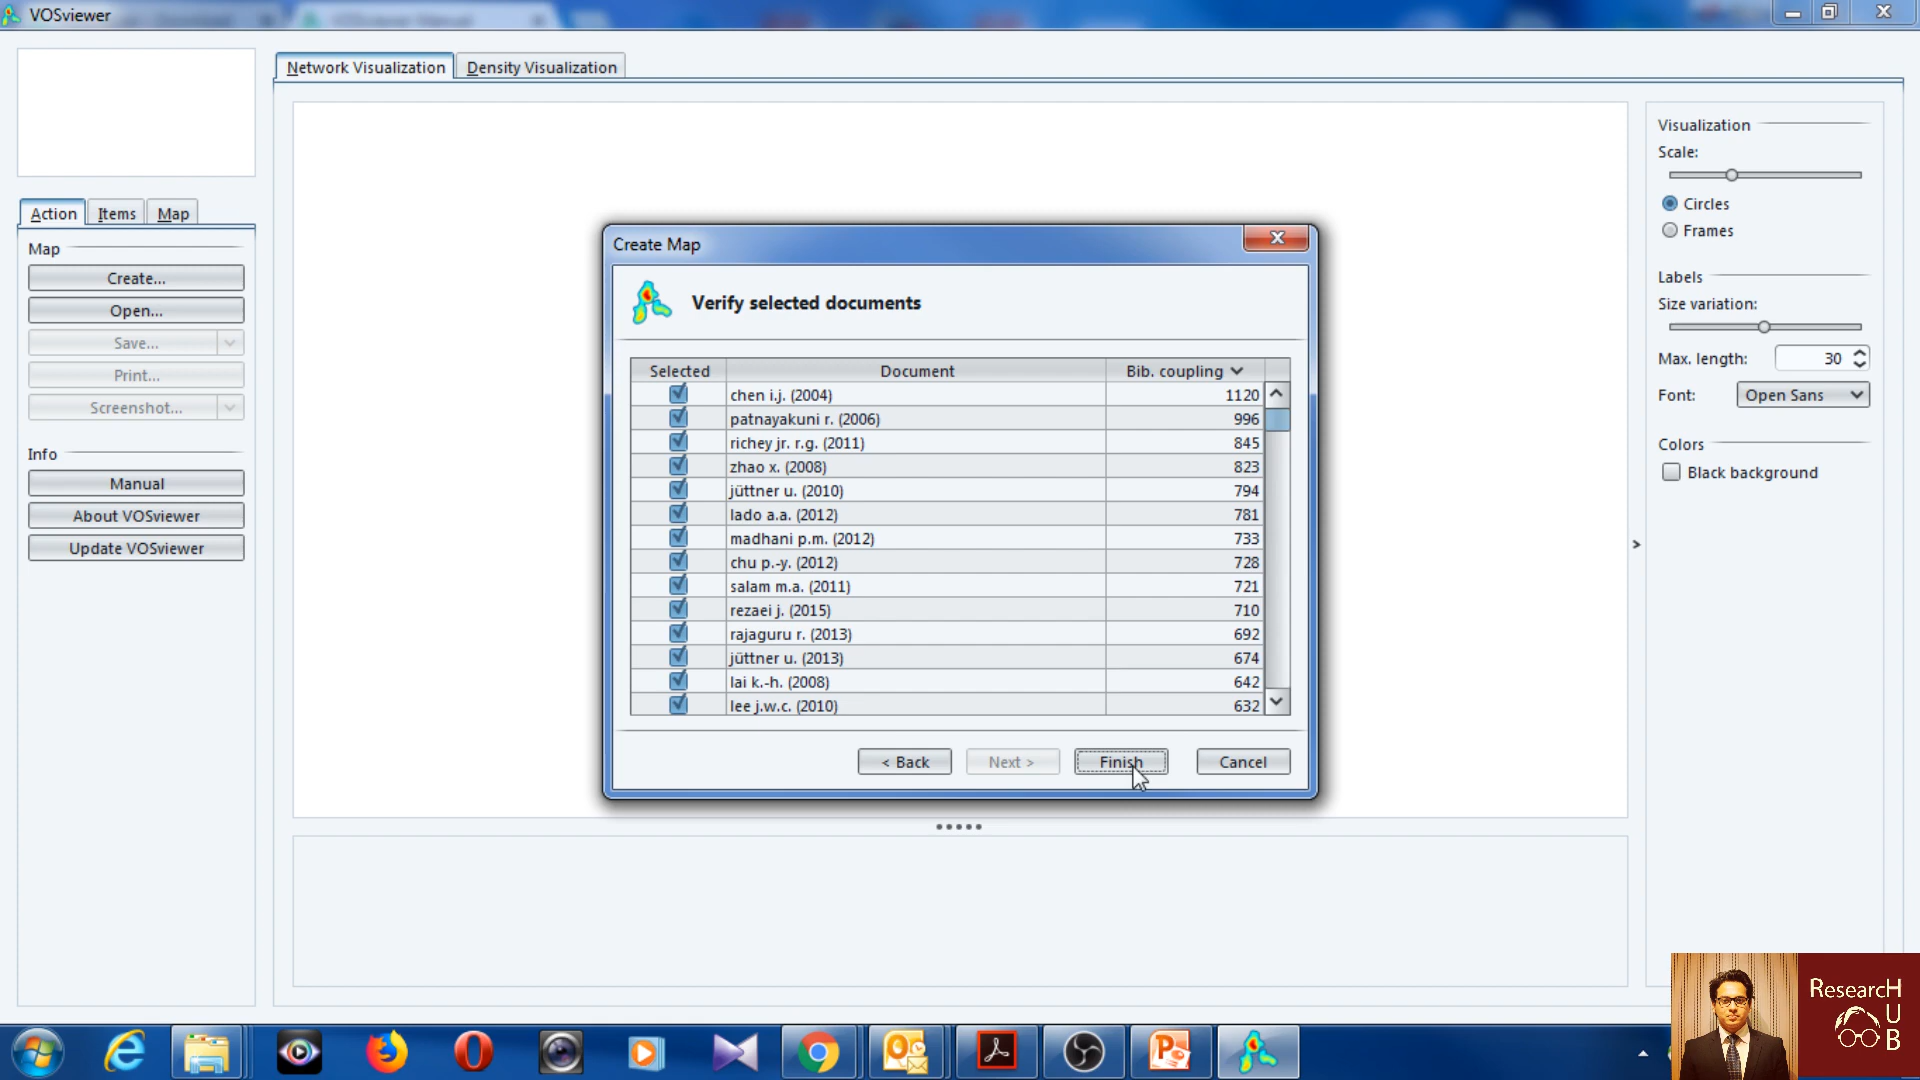 VOSviewer
Network Visualization
Density Visualization
Visualization
Scale:
Circles
Frames
Labels
Size variation:
Max. length:
30
Font:
Open Sans
Colors
Black background
Action
Items
Map
Map
Create...
Open...
Save...
Print...
Screenshot...
Info
Manual
About VOSviewer
Update VOSviewer
Create Map
Verify selected documents
Selected Document Bib. coupling
chen i.j. (2004) 1120
patnayakuni r. (2006) 996
richey jr. r.g. (2011) 845
zhao x. (2008) 823
jüttner u. (2010) 794
lado a.a. (2012) 781
madhani p.m. (2012) 733
chu p.-y. (2012) 728
salam m.a. (2011) 721
rezaei j. (2015) 710
rajaguru r. (2013) 692
jüttner u. (2013) 674
lai k.-h. (2008) 642
lee j.w.c. (2010) 632
< Back
Next >
Finish
Cancel
ResearcH
U
B